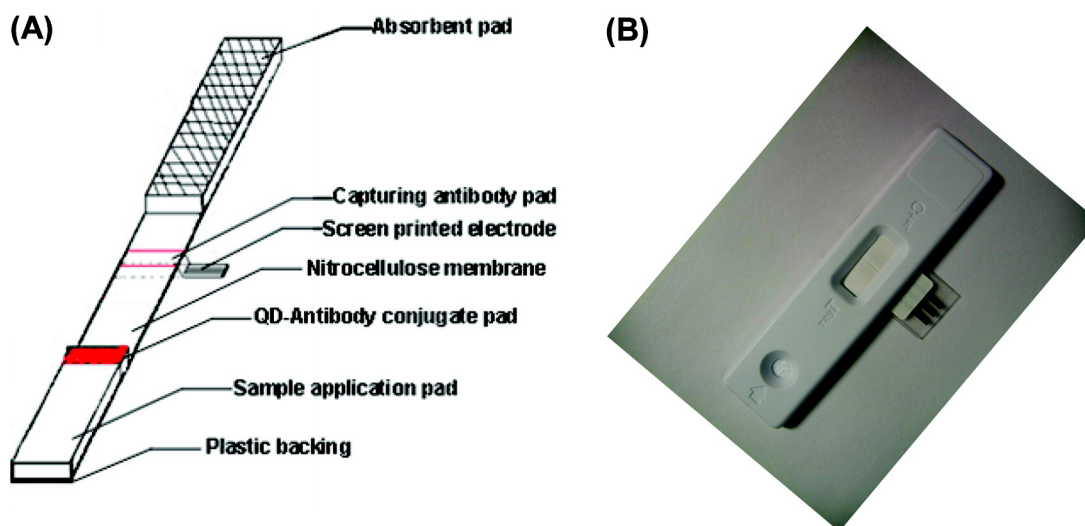 (A)
Absorbent pad
Capturing antibody pad
Screen printed electrode
Nitrocellulose membrane
QD-Antibody conjugate pad
Sample application pad
Plastic backing
(B)
Test